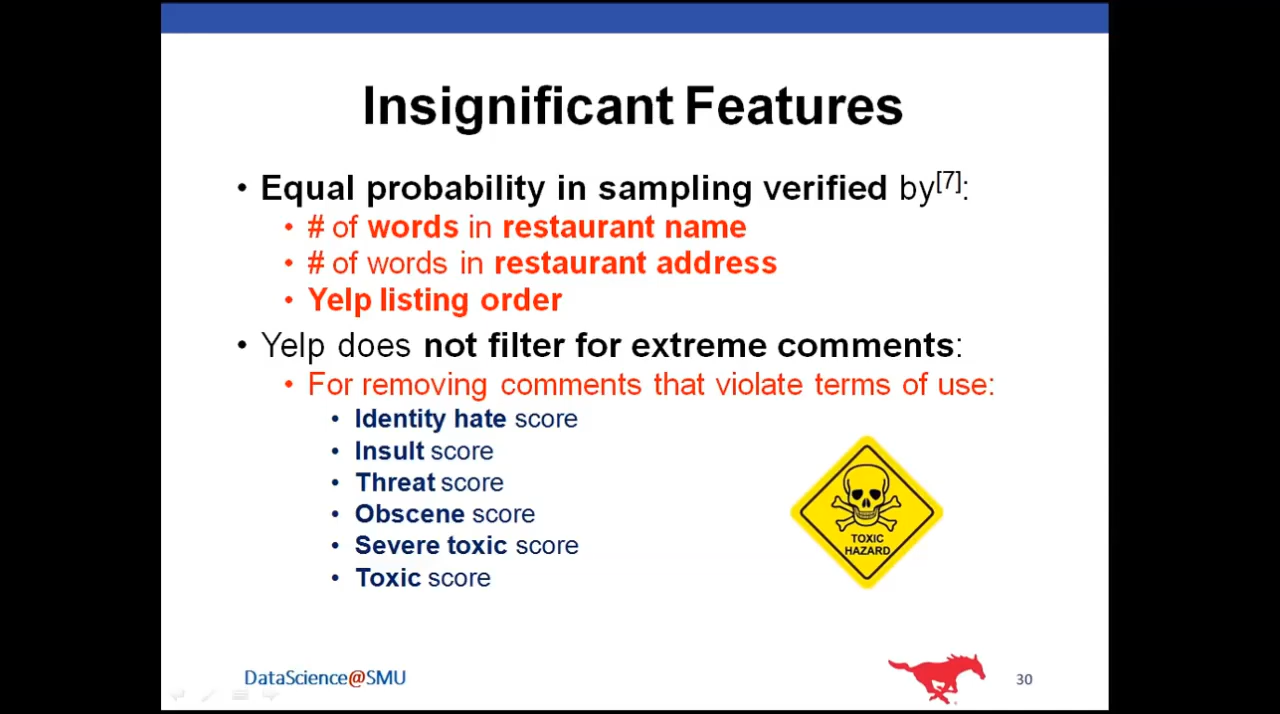 Insignificant Features
• Equal probability in sampling verified by[7]:
• # of words in restaurant name
• # of words in restaurant address
• Yelp listing order
• Yelp does not filter for extreme comments:
• For removing comments that violate terms of use:
• Identity hate score
• Insult score
• Threat score
• Obscene score
• Severe toxic score
• Toxic score
TOXIC
HAZARD
DataScience@SMU
30